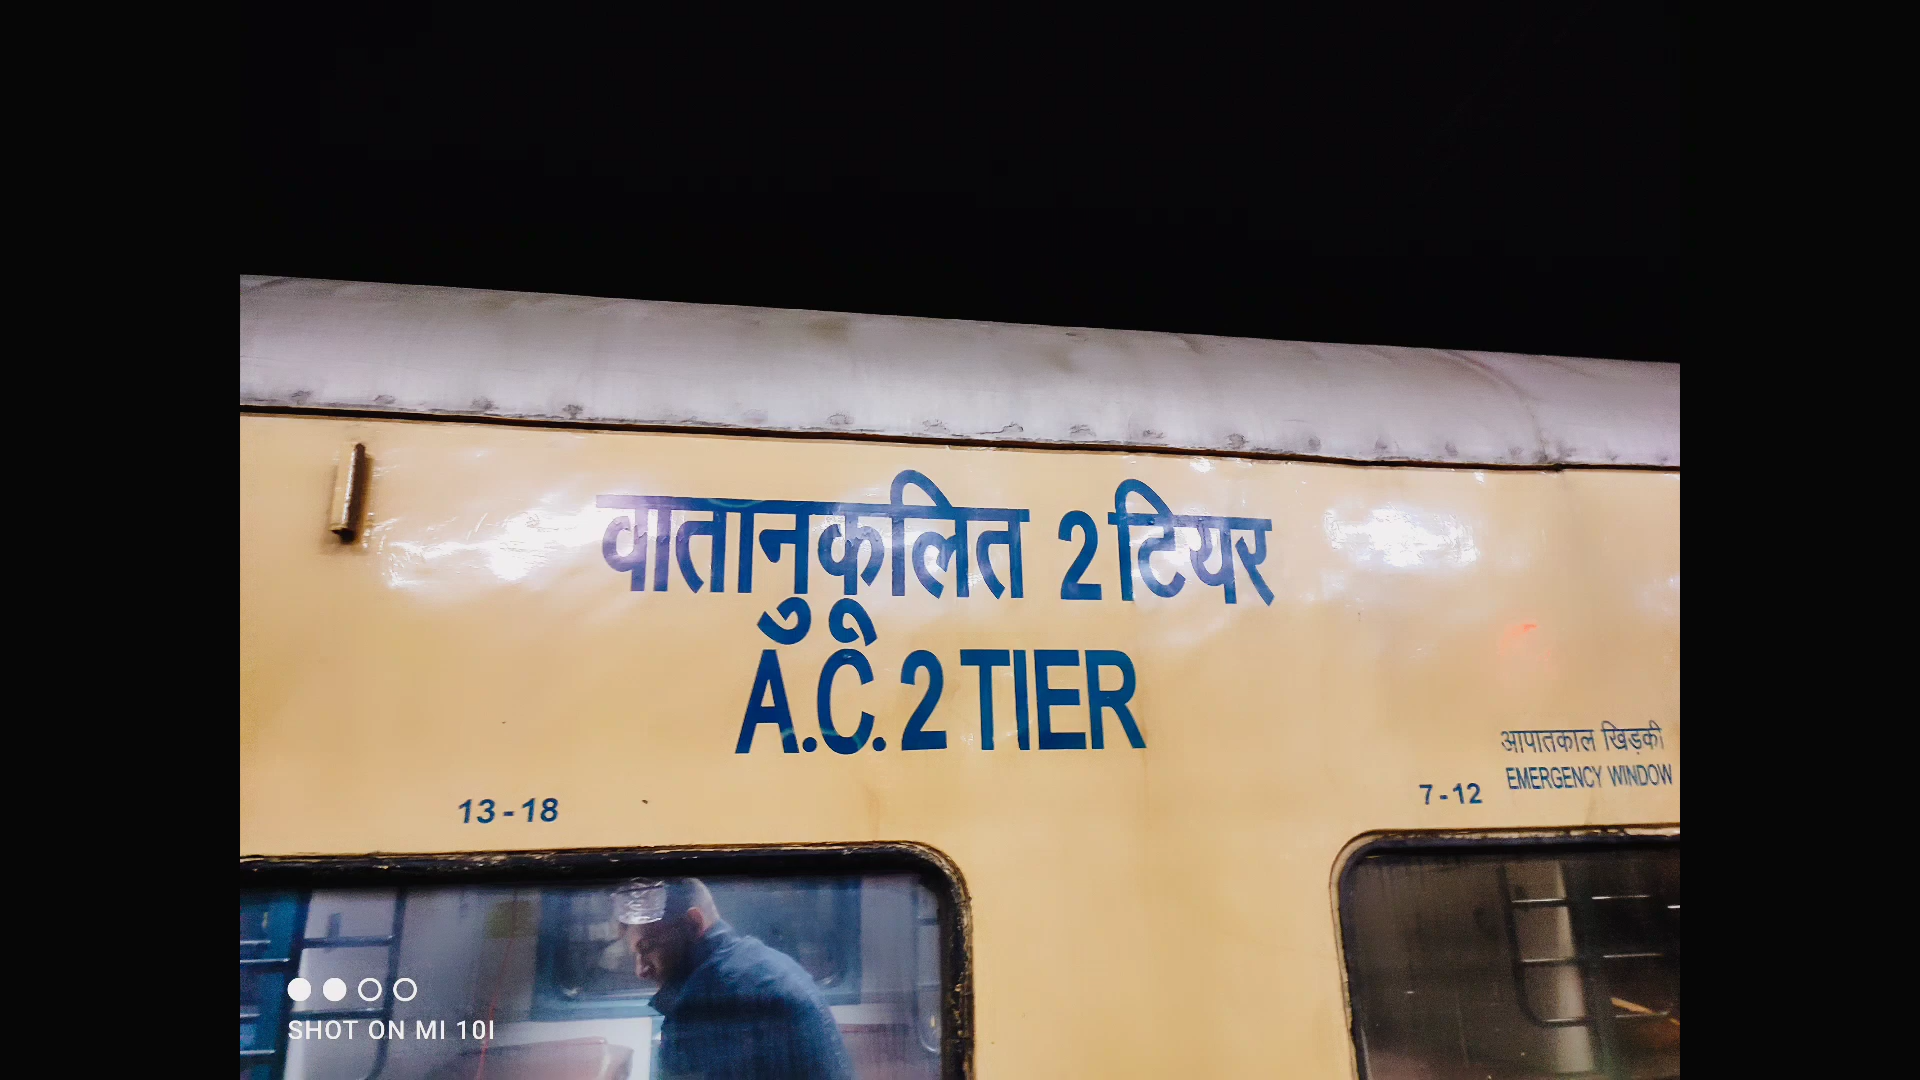 वातानुकूलित 2 टियर
A.C. 2 TIER
आपातकाल खिड़की
EMERGENCY WINDOW
13-18
7-12
SHOT ON MI 10I